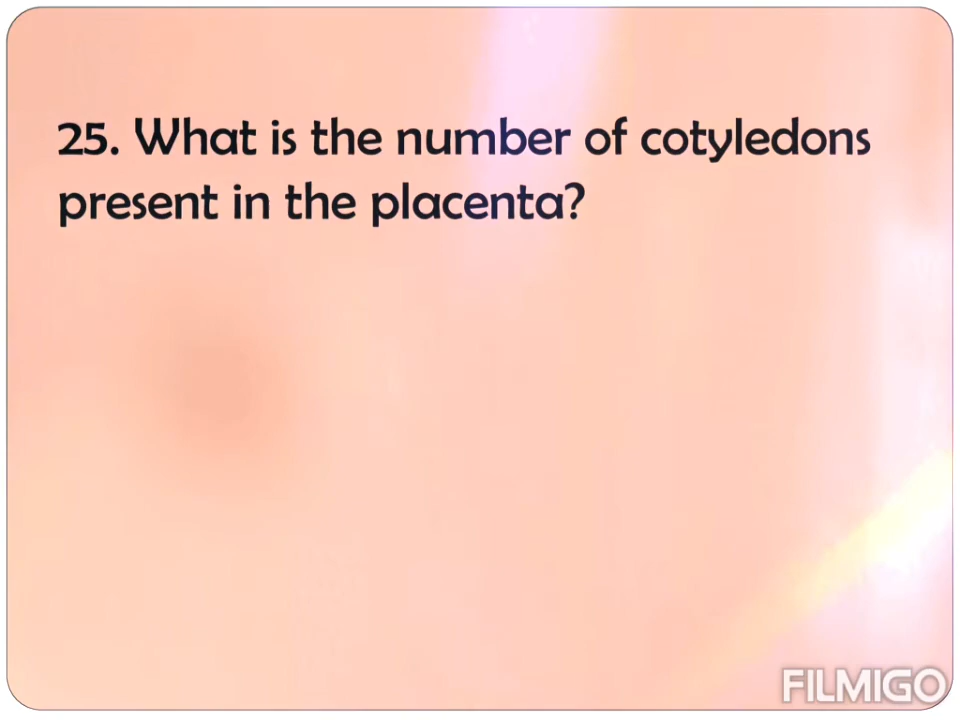 25. What is the number of cotyledons
present in the placenta?
FILMIGO